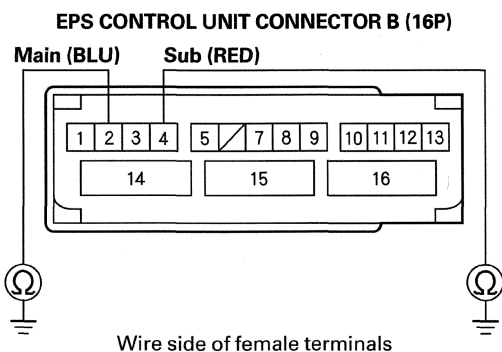 EPS CONTROL UNIT CONNECTOR B (16P)
Main (BLU) Sub (RED)
1 2 3 4 5 7 8 9 10 11 12 13
14 15 16
Ω Ω
Wire side of female terminals